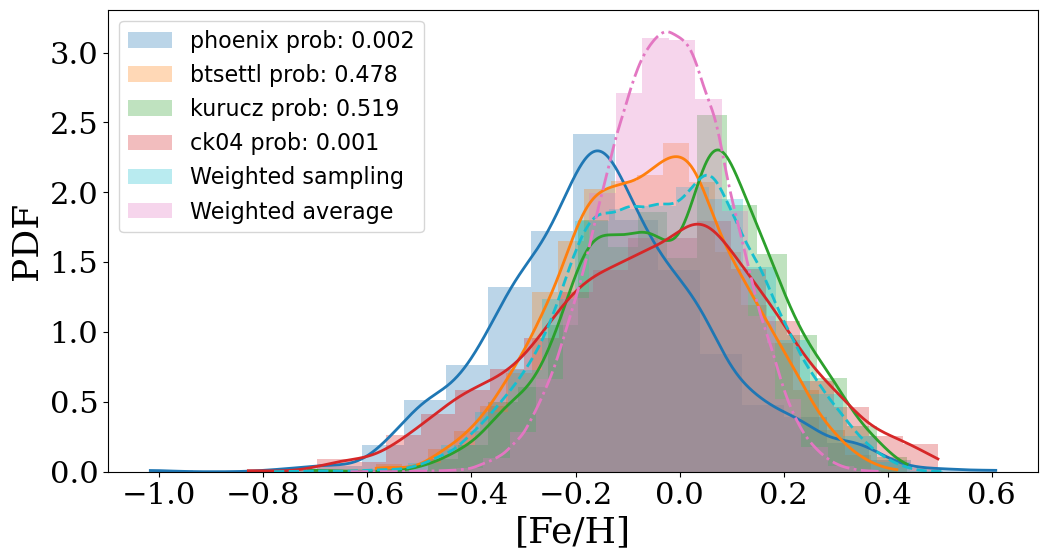 phoenix prob: 0.002
btsettl prob: 0.478
kurucz prob: 0.519
ck04 prob: 0.001
Weighted sampling
Weighted average
PDF
3.0
2.5
2.0
1.5
1.0
0.5
0.0
−1.0 −0.8 −0.6 −0.4 −0.2 0.0 0.2 0.4 0.6
[Fe/H]